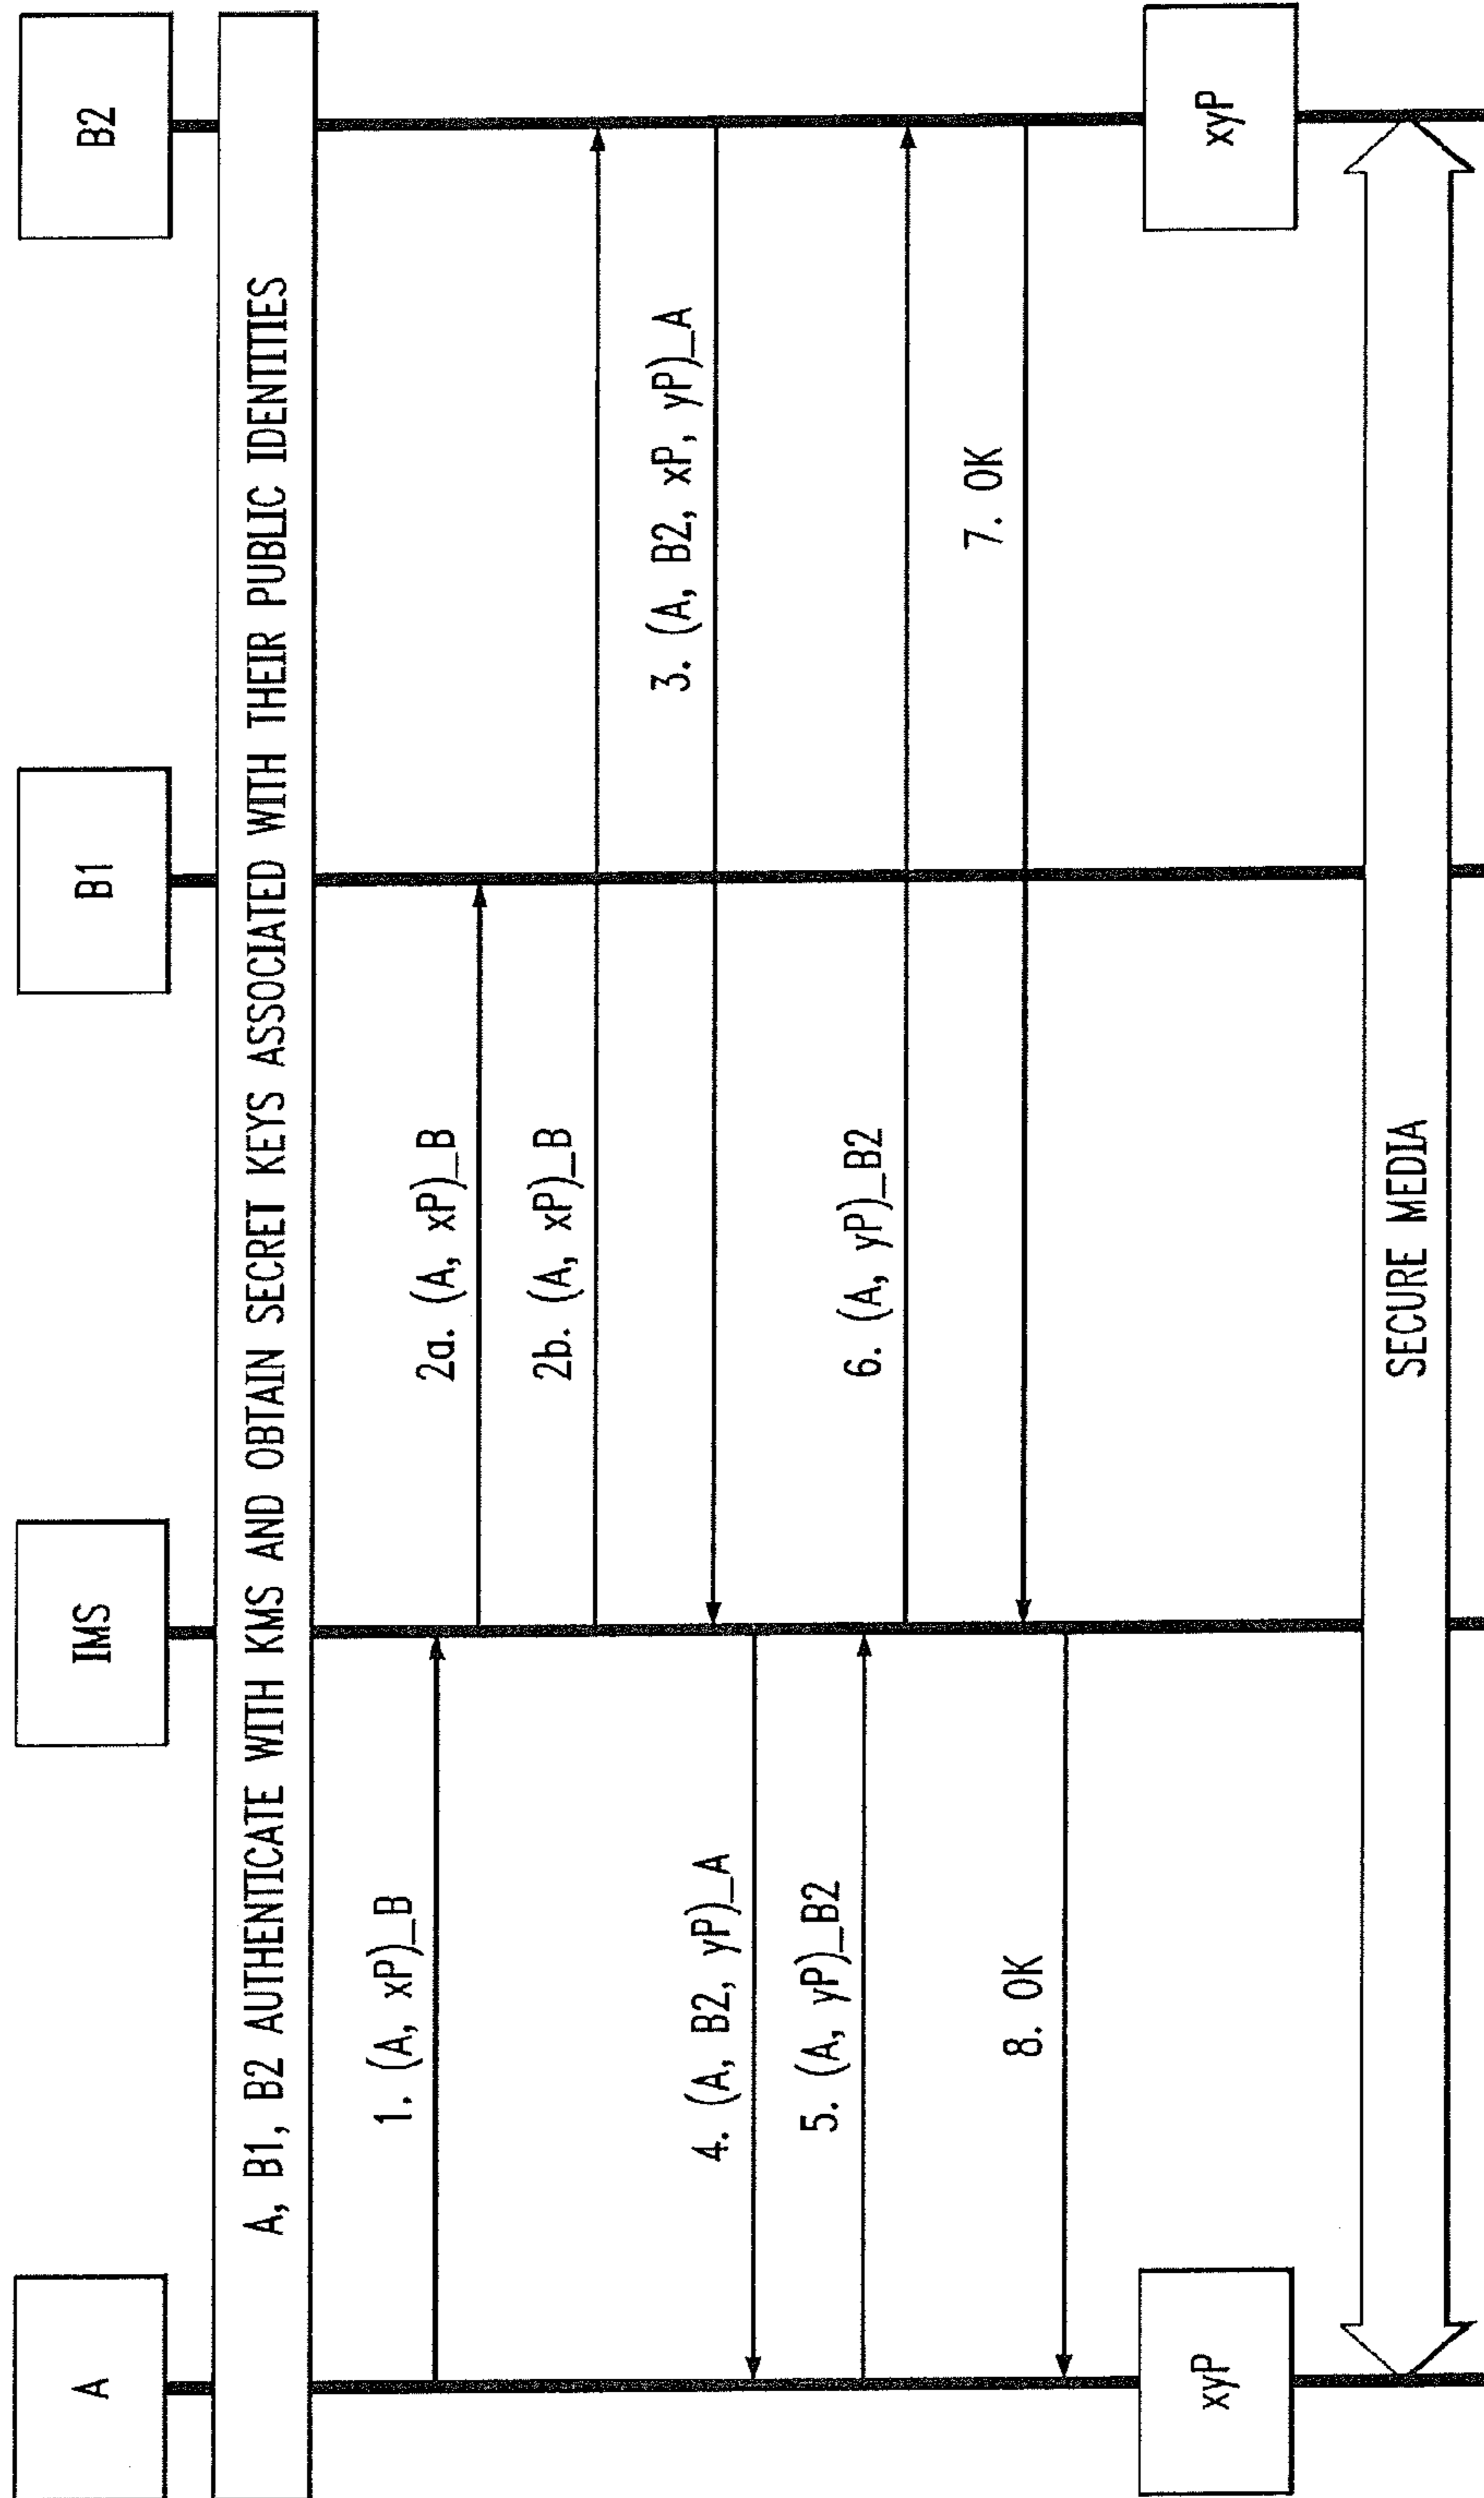 A
IMS
B1
B2
A, B1, B2 AUTHENTICATE WITH KMS AND OBTAIN SECRET KEYS ASSOCIATED WITH THEIR PUBLIC IDENTITIES
1. (A, xP)_B
2a. (A, xP)_B
2b. (A, xP)_B
3. (A, B2, xP, yP)_A
4. (A, B2, yP)_A
5. (A, yP)_B2
6. (A, yP)_B2
7. OK
8. OK
xyP
xyP
SECURE MEDIA